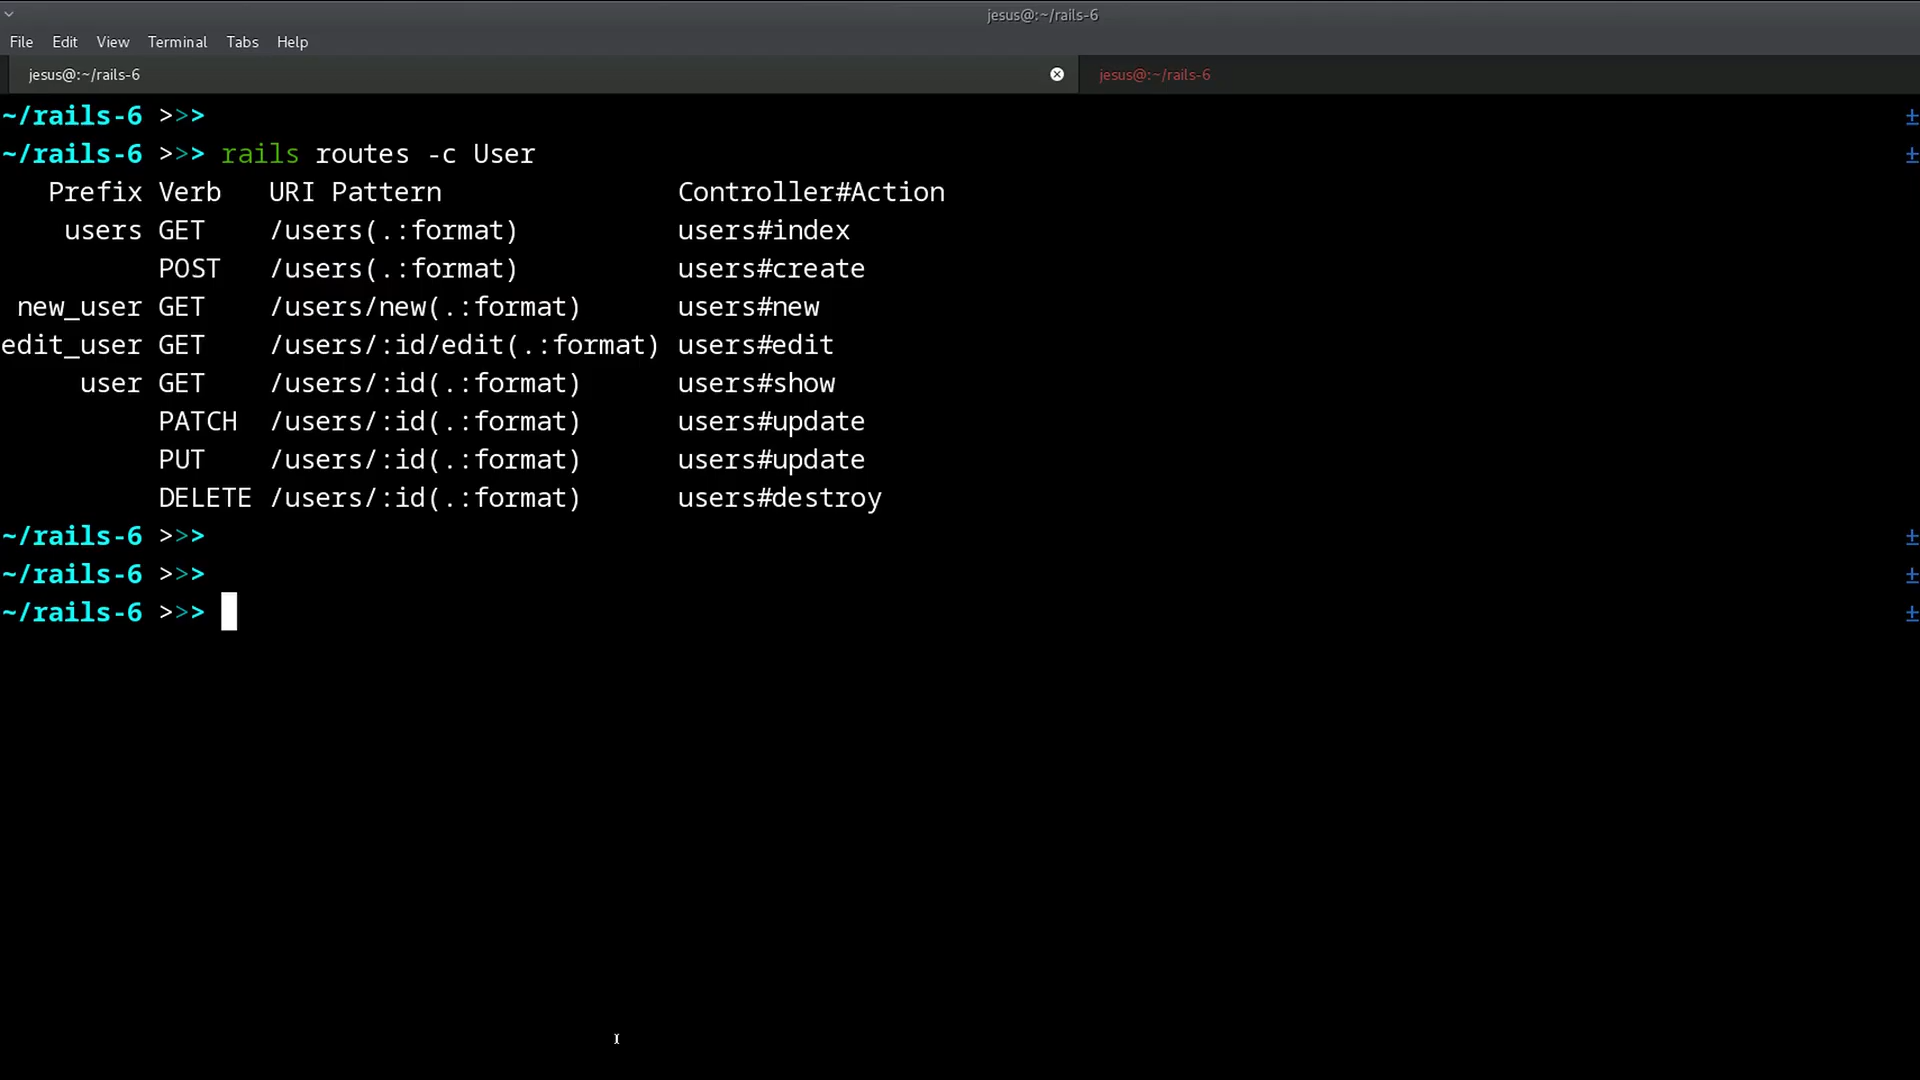 jesus@:~/rails-6
File Edit View Terminal Tabs Help
jesus@:~/rails-6 jesus@:~/rails-6
~/rails-6 >>> ±
~/rails-6 >>> rails routes -c User ±
Prefix Verb URI Pattern Controller#Action
users GET /users(.:format) users#index
POST /users(.:format) users#create
new_user GET /users/new(.:format) users#new
edit_user GET /users/:id/edit(.:format) users#edit
user GET /users/:id(.:format) users#show
PATCH /users/:id(.:format) users#update
PUT /users/:id(.:format) users#update
DELETE /users/:id(.:format) users#destroy
~/rails-6 >>> ±
~/rails-6 >>> ±
~/rails-6 >>> ±